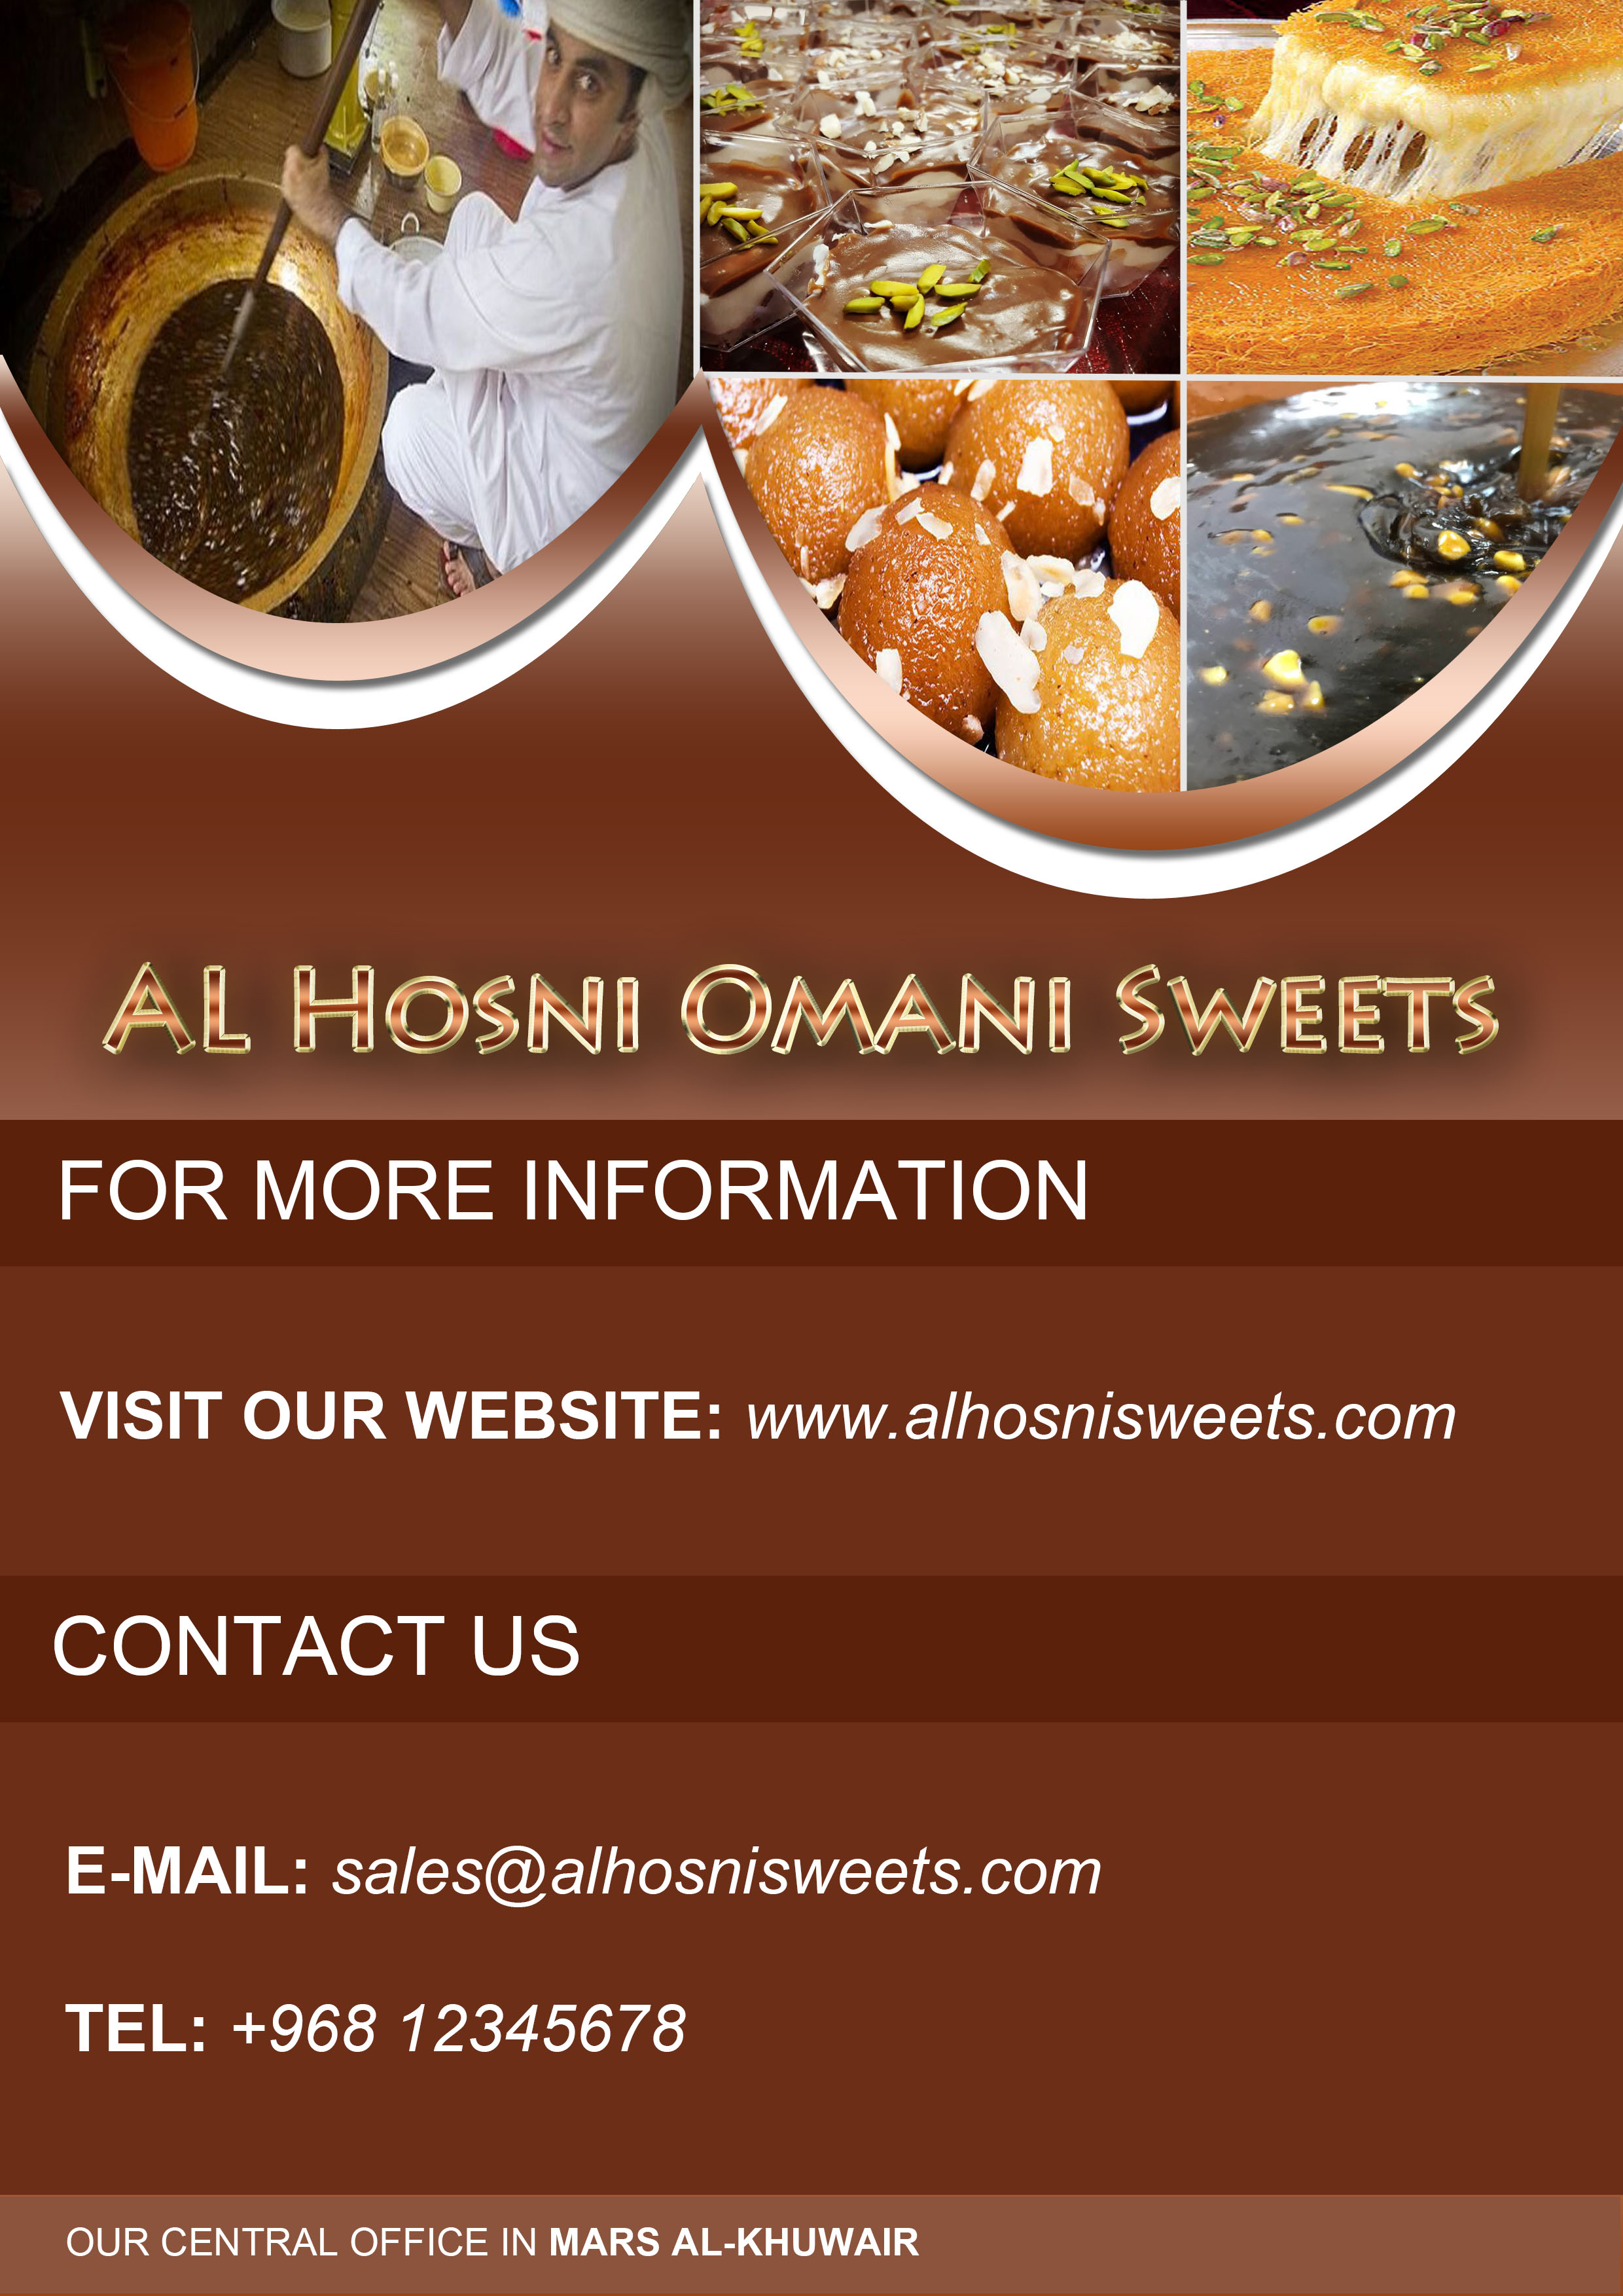 AL HOSNI OMANI SWEETS
FOR MORE INFORMATION
VISIT OUR WEBSITE: www.alhosnisweets.com
CONTACT US
E-MAIL: sales@alhosnisweets.com
TEL: +968 12345678
OUR CENTRAL OFFICE IN MARS AL-KHUWAIR